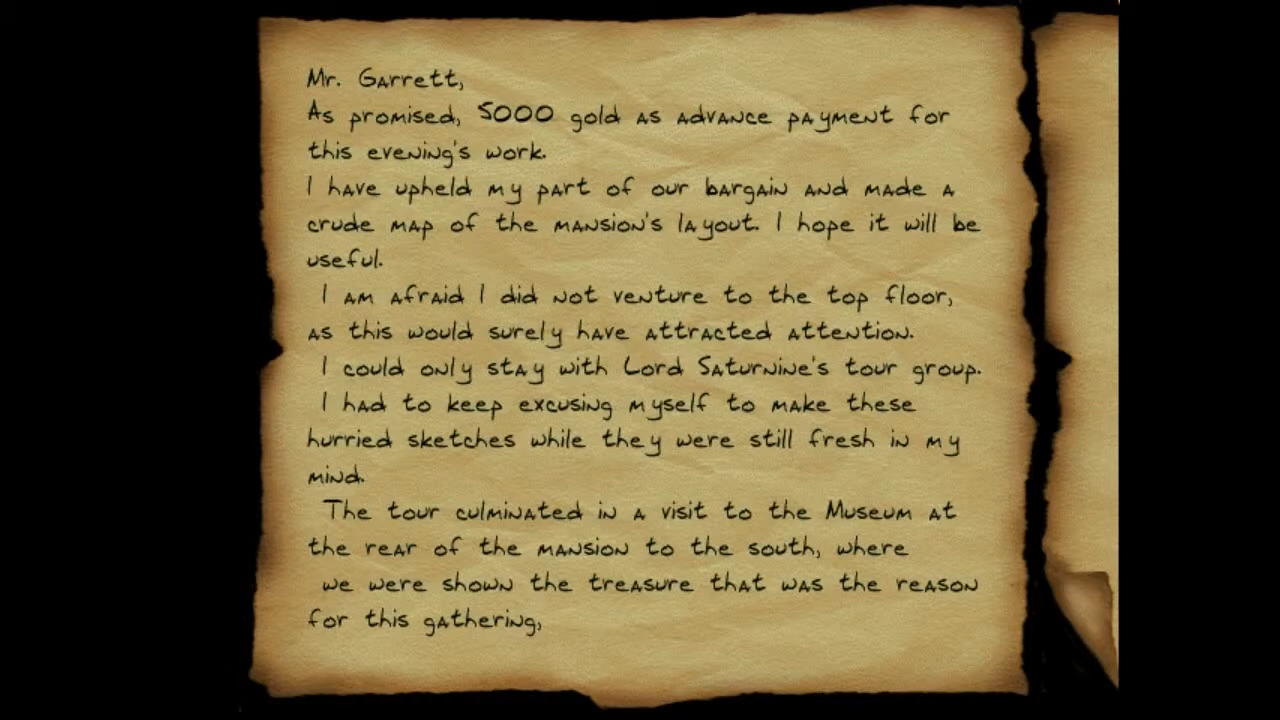 Mr. Garrett,
As promised, 5000 gold as advance payment for
this evening's work.
I have upheld my part of our bargain and made a
crude map of the mansion's layout. I hope it will be
useful.
I am afraid I did not venture to the top floor,
as this would surely have attracted attention.
I could only stay with Lord Saturnine's tour group.
I had to keep excusing myself to make these
hurried sketches while they were still fresh in my
mind.
The tour culminated in a visit to the Museum at
the rear of the mansion to the south, where
we were shown the treasure that was the reason
for this gathering,